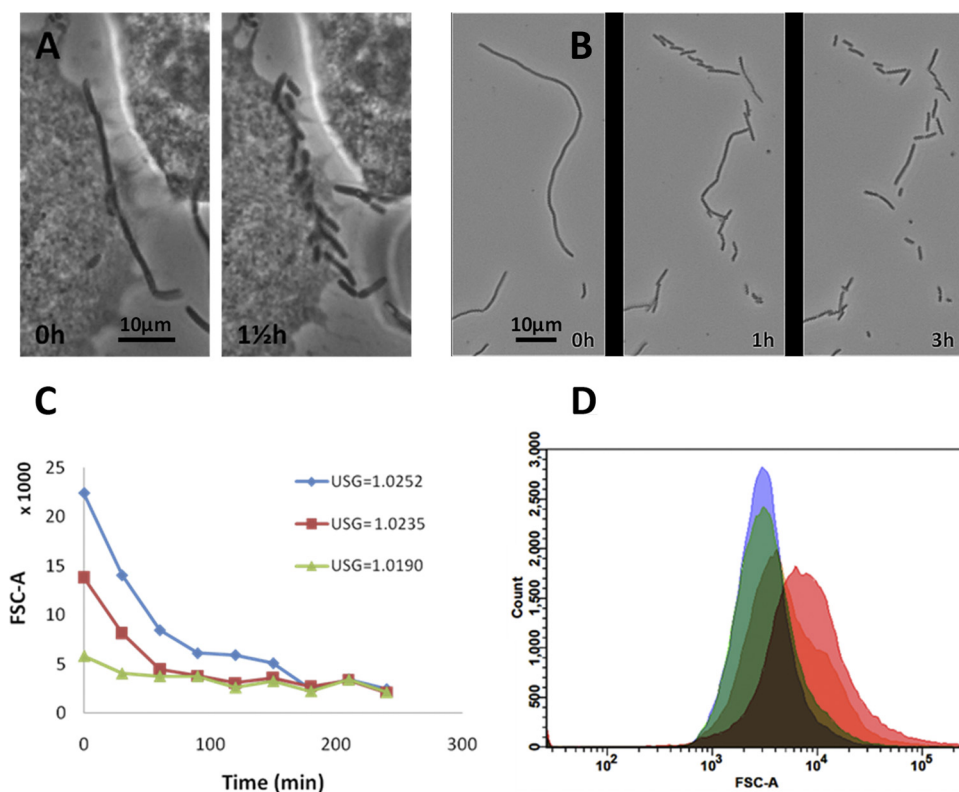 A
0h
10µm
1½h
B
10µm
0h
1h
3h
C
x 1000
FSC-A
25
20
15
10
5
0
0
100
200
300
Time (min)
USG=1.0252
USG=1.0235
USG=1.0190
D
Count
3,000
2,500
2,000
1,500
1,000
500
0
10²
10³
10⁴
10⁵
FSC-A